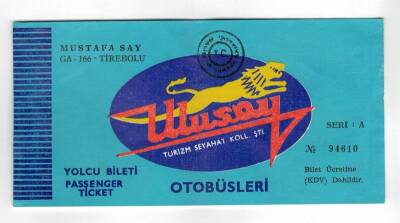 MUSTAFA SAY
GA-166-TİREBOLU
Ulusoy
TURİZM SEYAHAT KOLL. ŞTİ.
OTOBÜSLERİ
YOLCU BİLETİ
PASSENGER
TICKET
SERİ : A
№ 94610
Bilet Ücretine
(KDV) Dahildir.